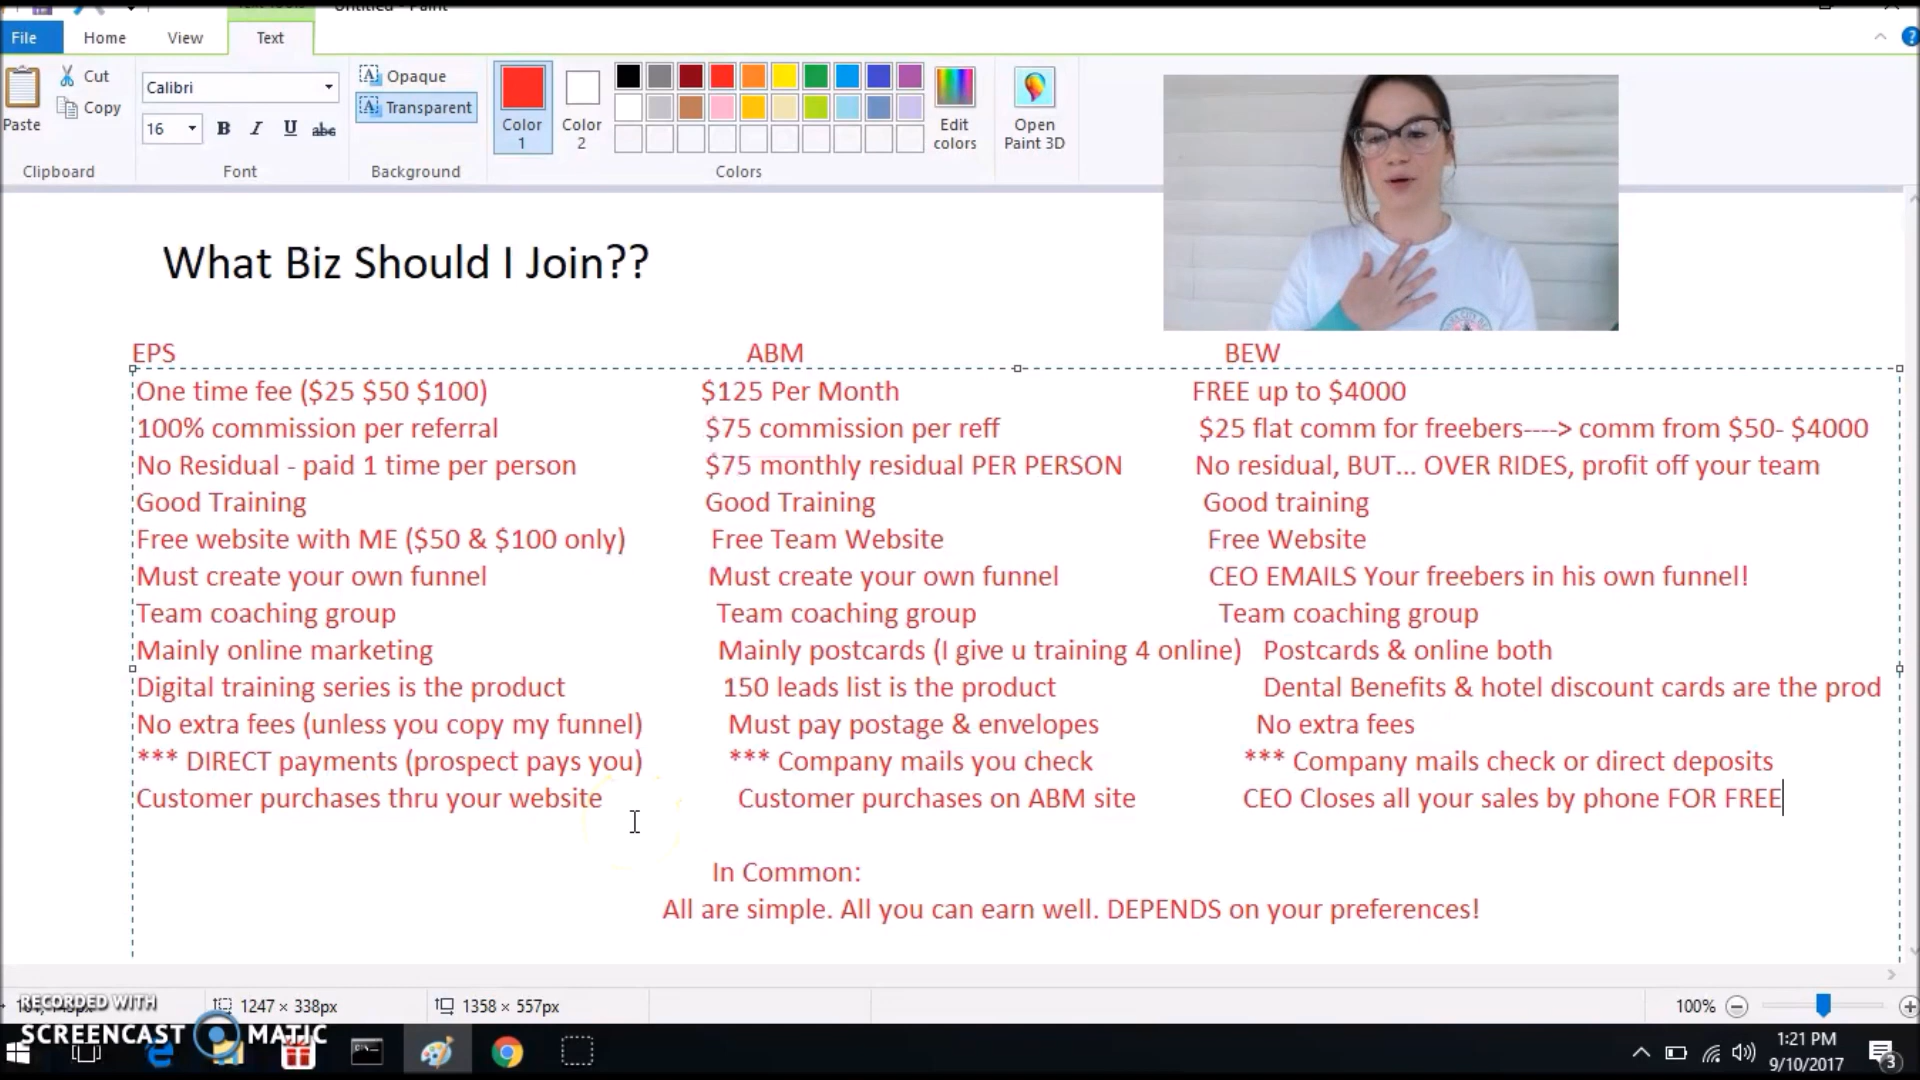 Untitled - Paint
File Home View Text
Paste
Cut
Copy
Clipboard
Calibri
16 B I U abc
Font
Opaque
Transparent
Background
Color 1
Color 2
Edit colors
Colors
Open Paint 3D
What Biz Should I Join??
EPS ABM BEW
One time fee ($25 $50 $100) $125 Per Month FREE up to $4000
100% commission per referral $75 commission per reff $25 flat comm for freebers----> comm from $50- $4000
No Residual - paid 1 time per person $75 monthly residual PER PERSON No residual, BUT... OVER RIDES, profit off your team
Good Training Good Training Good training
Free website with ME ($50 & $100 only) Free Team Website Free Website
Must create your own funnel Must create your own funnel CEO EMAILS Your freebers in his own funnel!
Team coaching group Team coaching group Team coaching group
Mainly online marketing Mainly postcards (I give u training 4 online) Postcards & online both
Digital training series is the product 150 leads list is the product Dental Benefits & hotel discount cards are the prod
No extra fees (unless you copy my funnel) Must pay postage & envelopes No extra fees
*** DIRECT payments (prospect pays you) *** Company mails you check *** Company mails check or direct deposits
Customer purchases thru your website Customer purchases on ABM site CEO Closes all your sales by phone FOR FREE
In Common:
All are simple. All you can earn well. DEPENDS on your preferences!
1247 × 338px 1358 × 557px 100%
RECORDED WITH
SCREENCAST MATIC
1:21 PM
9/10/2017
3